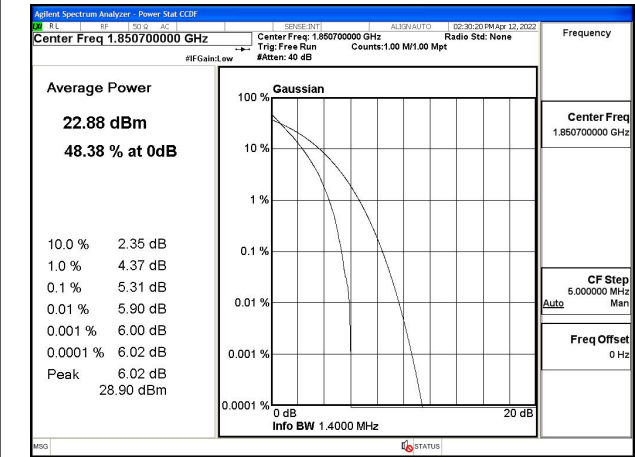 Agilent Spectrum Analyzer - Power Stat CCDF
RL RF 50 Ω AC SENSE:INT ALIGN AUTO 02:30:20 PM Apr 12, 2022
Center Freq 1.850700000 GHz
Center Freq: 1.850700000 GHz Radio Std: None
Trig: Free Run Counts:1.00 M/1.00 Mpt
#IFGain:Low #Atten: 40 dB
Frequency
Average Power
22.88 dBm
48.38 % at 0dB
10.0 % 2.35 dB
1.0 % 4.37 dB
0.1 % 5.31 dB
0.01 % 5.90 dB
0.001 % 6.00 dB
0.0001 % 6.02 dB
Peak 6.02 dB
28.90 dBm
Gaussian
100 %
10 %
1 %
0.1 %
0.01 %
0.001 %
0.0001 %
0 dB 20 dB
Info BW 1.4000 MHz
Center Freq
1.850700000 GHz
CF Step
5.000000 MHz
Auto Man
Freq Offset
0 Hz
MSG STATUS